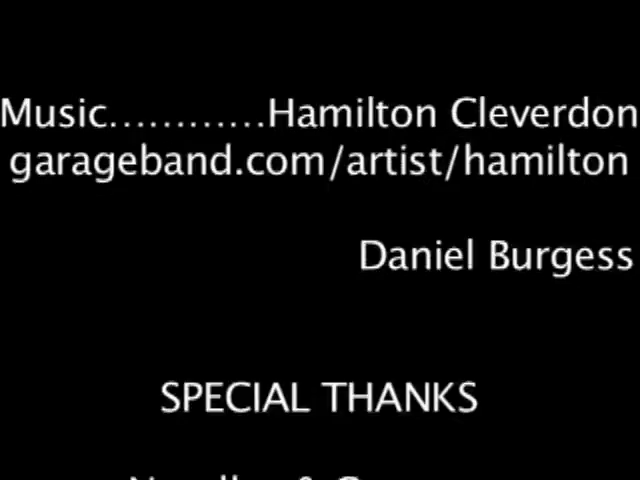 Music............Hamilton Cleverdon
garageband.com/artist/hamilton
Daniel Burgess
SPECIAL THANKS
&